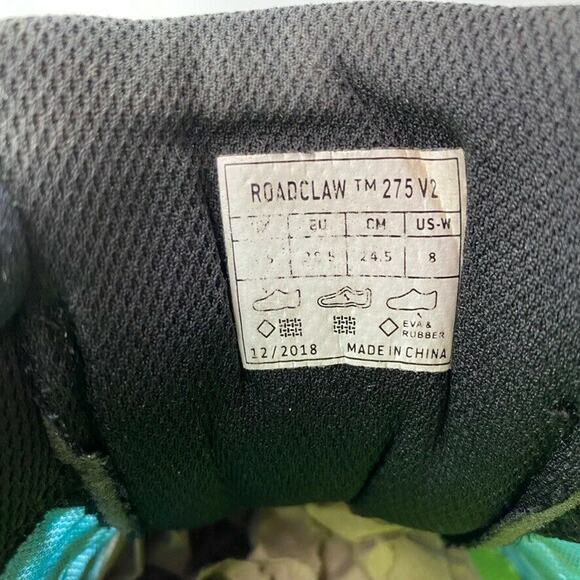 ROADCLAW ™ 275 V2
EU CM US-W
24.5 8
EVA &
RUBBER
12/2018 MADE IN CHINA